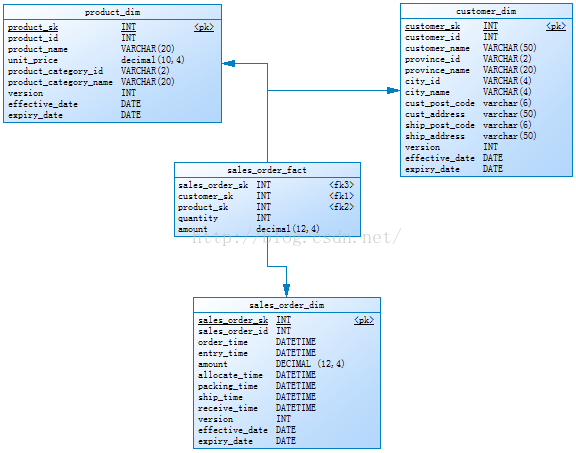 product_dim
product_sk INT <pk>
product_id INT
product_name VARCHAR(20)
unit_price decimal(10,4)
product_category_id VARCHAR(2)
product_category_name VARCHAR(20)
version INT
effective_date DATE
expiry_date DATE
customer_dim
customer_sk INT <pk>
customer_id INT
customer_name VARCHAR(50)
province_id VARCHAR(2)
province_name VARCHAR(20)
city_id VARCHAR(4)
city_name VARCHAR(4)
cust_post_code varchar(6)
cust_address varchar(50)
ship_post_code varchar(6)
ship_address varchar(50)
version INT
effective_date DATE
expiry_date DATE
sales_order_fact
sales_order_sk INT <fk3>
customer_sk INT <fk1>
product_sk INT <fk2>
quantity INT
amount decimal(12,4)
http://blog.csdn.net/
sales_order_dim
sales_order_sk INT <pk>
sales_order_id INT
order_time DATETIME
entry_time DATETIME
amount DECIMAL (12,4)
allocate_time DATETIME
packing_time DATETIME
ship_time DATETIME
receive_time DATETIME
version INT
effective_date DATE
expiry_date DATE